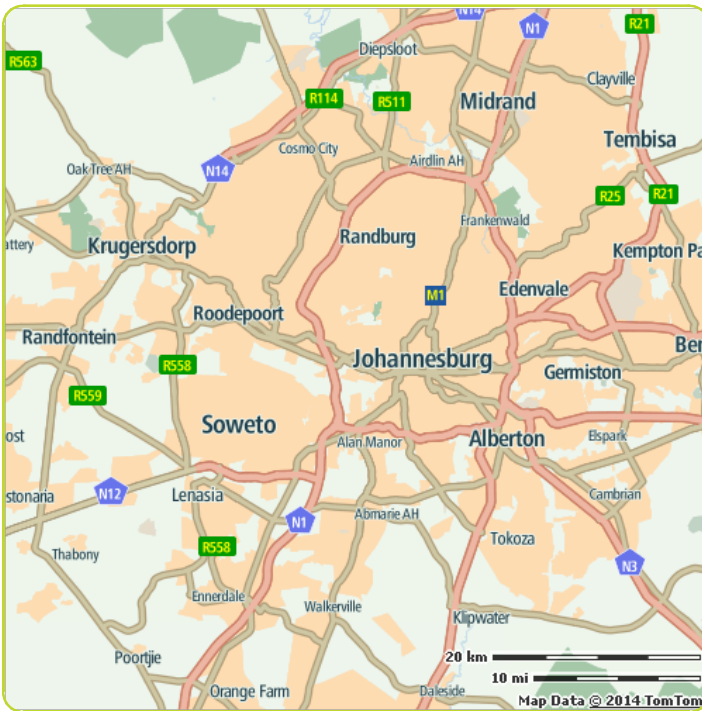 N14
R21
N1
Diepsloot
R563
Clayville
R114
R511
Midrand
Tembisa
Cosmo City
Airdlin AH
Oak Tree AH
N14
R25
R21
Frankenwald
attery
Krugersdorp
Randburg
Kempton Pa
M1
Edenvale
Roodepoort
Randfontein
Johannesburg
Ber
R558
Germiston
R559
Soweto
ost
Alan Manor
Alberton
Elspark
stonaria
N12
Lenasia
Cambrian
Abmarie AH
N1
Tokoza
R558
Thabony
N3
Ennerdale
Walkerville
Klipwater
Poortjie
20 km
10 mi
Orange Farm
Daleside
Map Data © 2014 TomTom